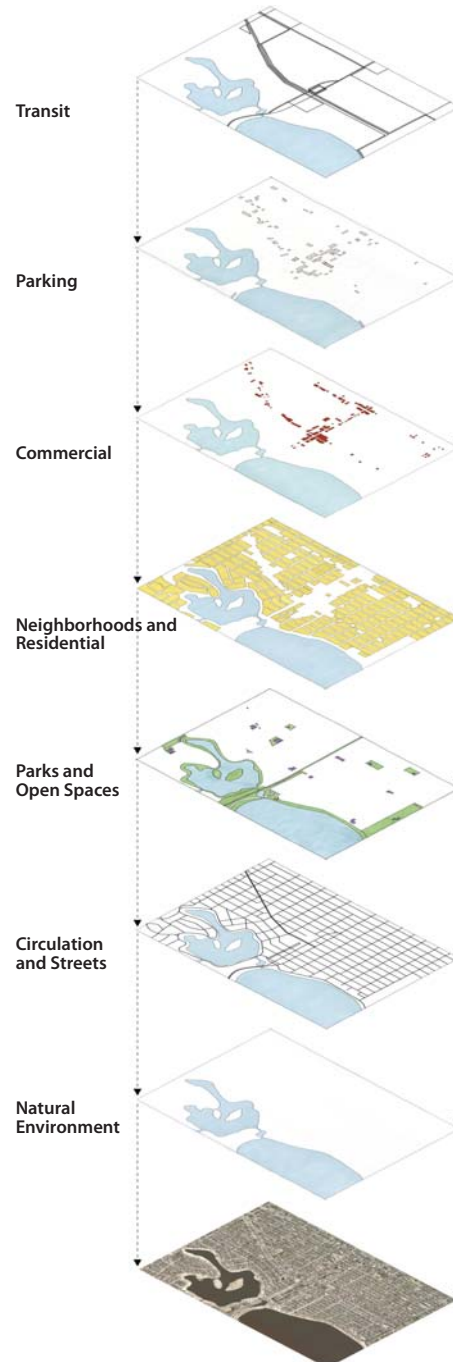 Transit
Parking
Commercial
Neighborhoods and
Residential
Parks and
Open Spaces
Circulation
and Streets
Natural
Environment